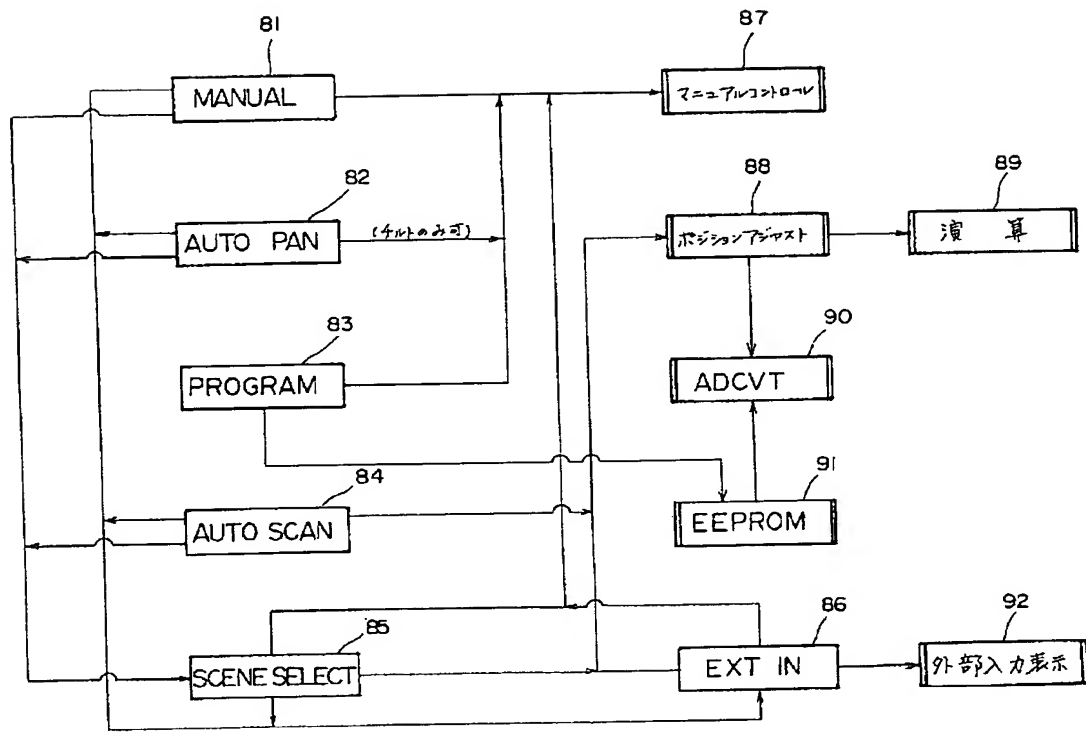 81
MANUAL
87
マニュアルコントロール
82
AUTO PAN
(チルトのみ可)
88
ポジションアジャスト
89
演算
83
PROGRAM
90
ADCVT
84
AUTO SCAN
91
EEPROM
85
SCENE SELECT
86
EXT IN
92
外部入力表示